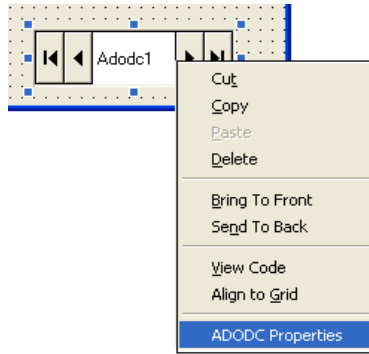 Adodc1
Cut
Copy
Paste
Delete
Bring To Front
Send To Back
View Code
Align to Grid
ADODC Properties